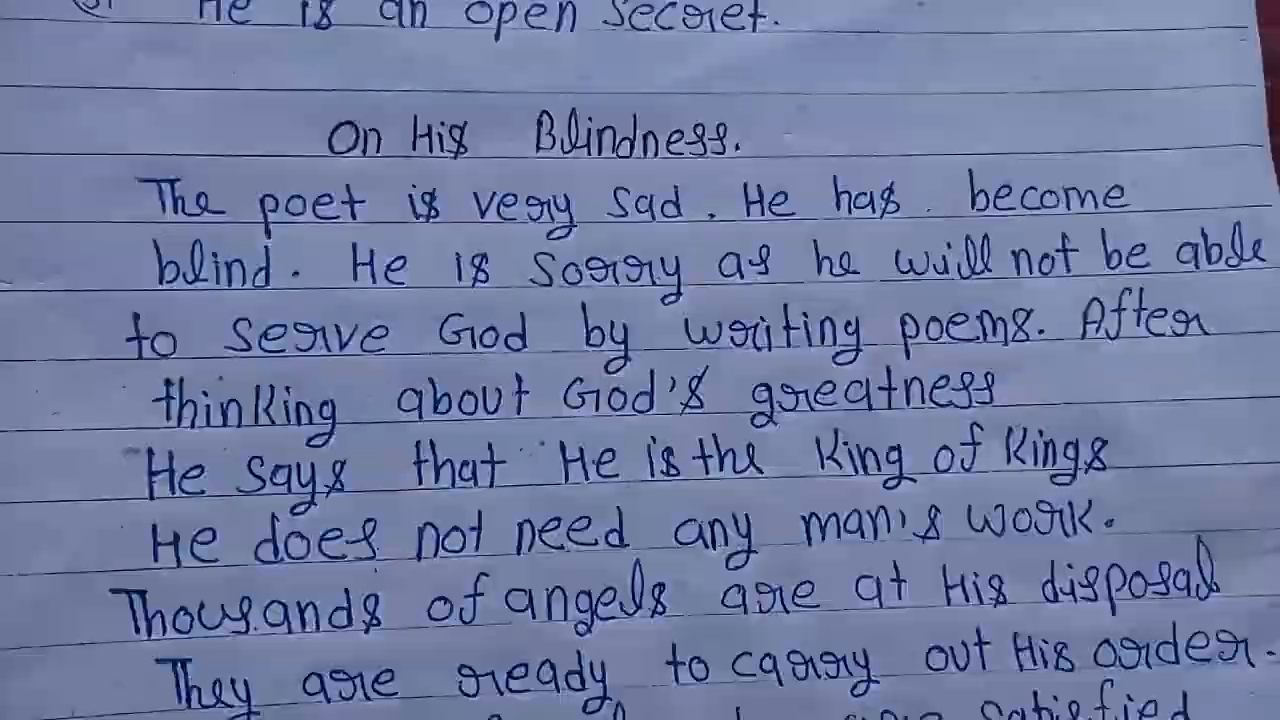 He is an open secret.
On His Blindness.
The poet is very sad. He has become
blind. He is sorry as he will not be able
to serve God by writing poems. After
thinking about God's greatness
He says that He is the King of Kings
He does not need any man's work.
Thousands of angels are at His disposal
They are ready to carry out His order.
satisfied